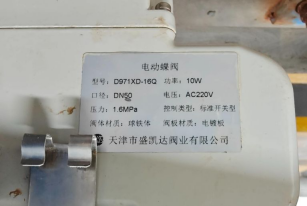 电动蝶阀
型号：D971XD-16Q 功率：10W
口径：DN50 电压：AC220V
压力：1.6MPa 控制类型：标准开关型
阀体材质：球铁体 阀板材质：电镀板
天津市盛凯达阀业有限公司